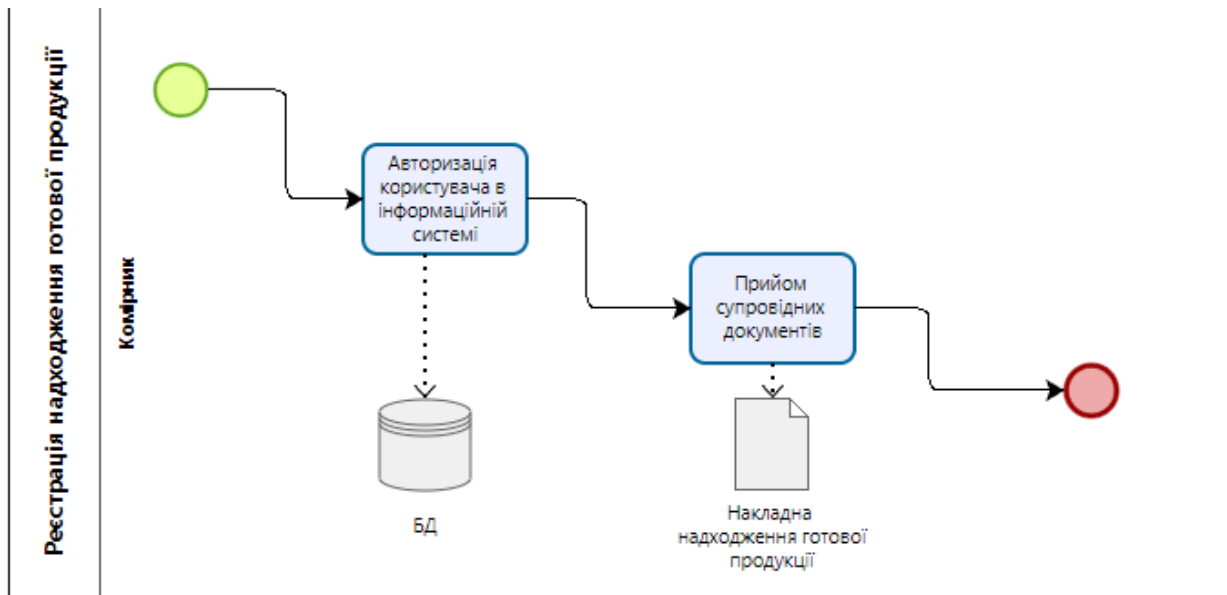 Реєстрація надходження готової продукції
Комірник
Авторизація
користувача в
інформаційній
системі
Прийом
супровідних
документів
БД
Накладна
надходження готової
продукції